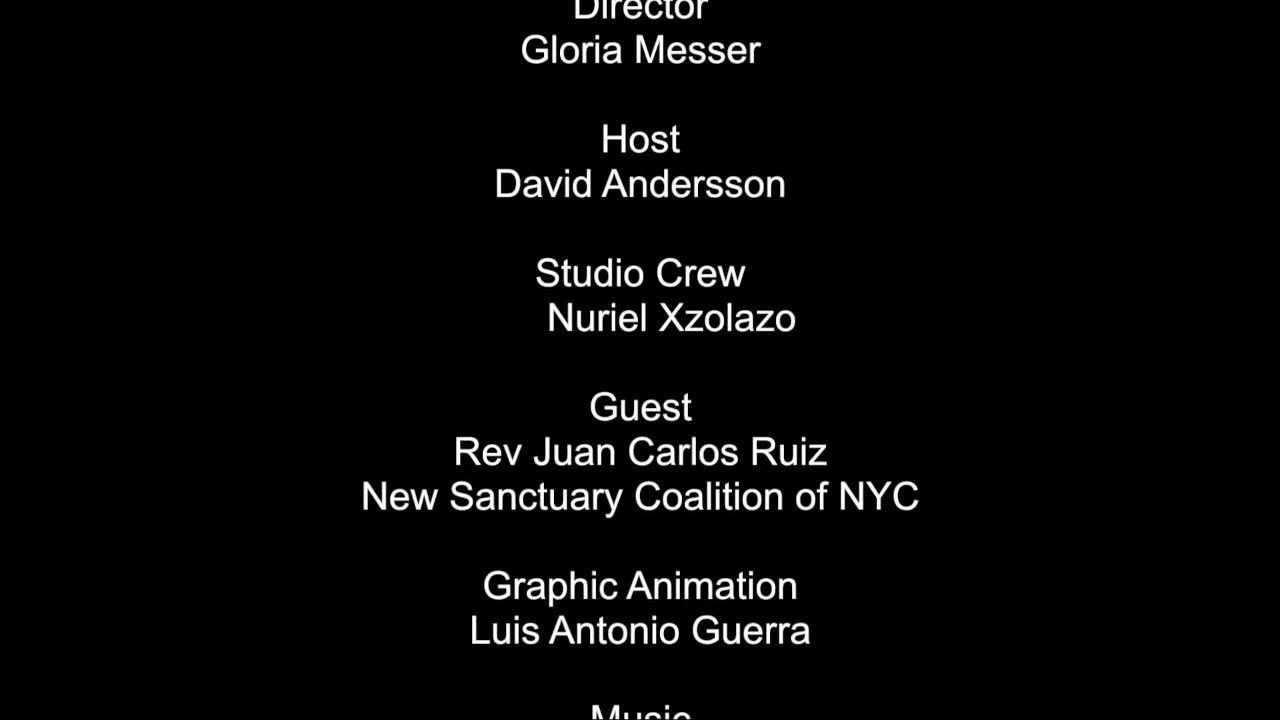 Director
Gloria Messer
Host
David Andersson
Studio Crew
Nuriel Xzolazo
Guest
Rev Juan Carlos Ruiz
New Sanctuary Coalition of NYC
Graphic Animation
Luis Antonio Guerra
Music